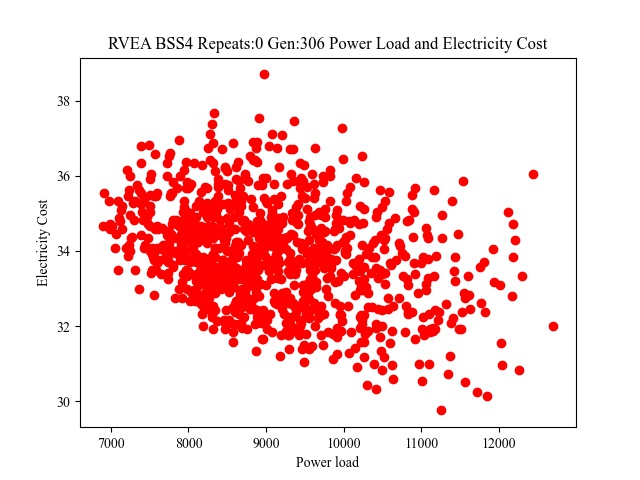 RVEA BSS4 Repeats:0 Gen:306 Power Load and Electricity Cost
38
36
34
32
30
Electricity Cost
7000 8000 9000 10000 11000 12000
Power load